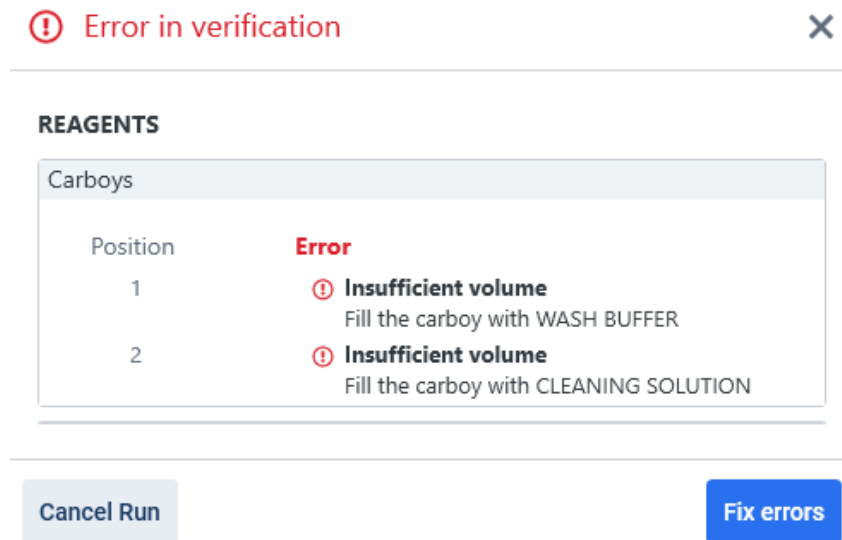 Error in verification
REAGENTS
Carboys
Position Error
1 Insufficient volume
Fill the carboy with WASH BUFFER
2 Insufficient volume
Fill the carboy with CLEANING SOLUTION
Cancel Run Fix errors